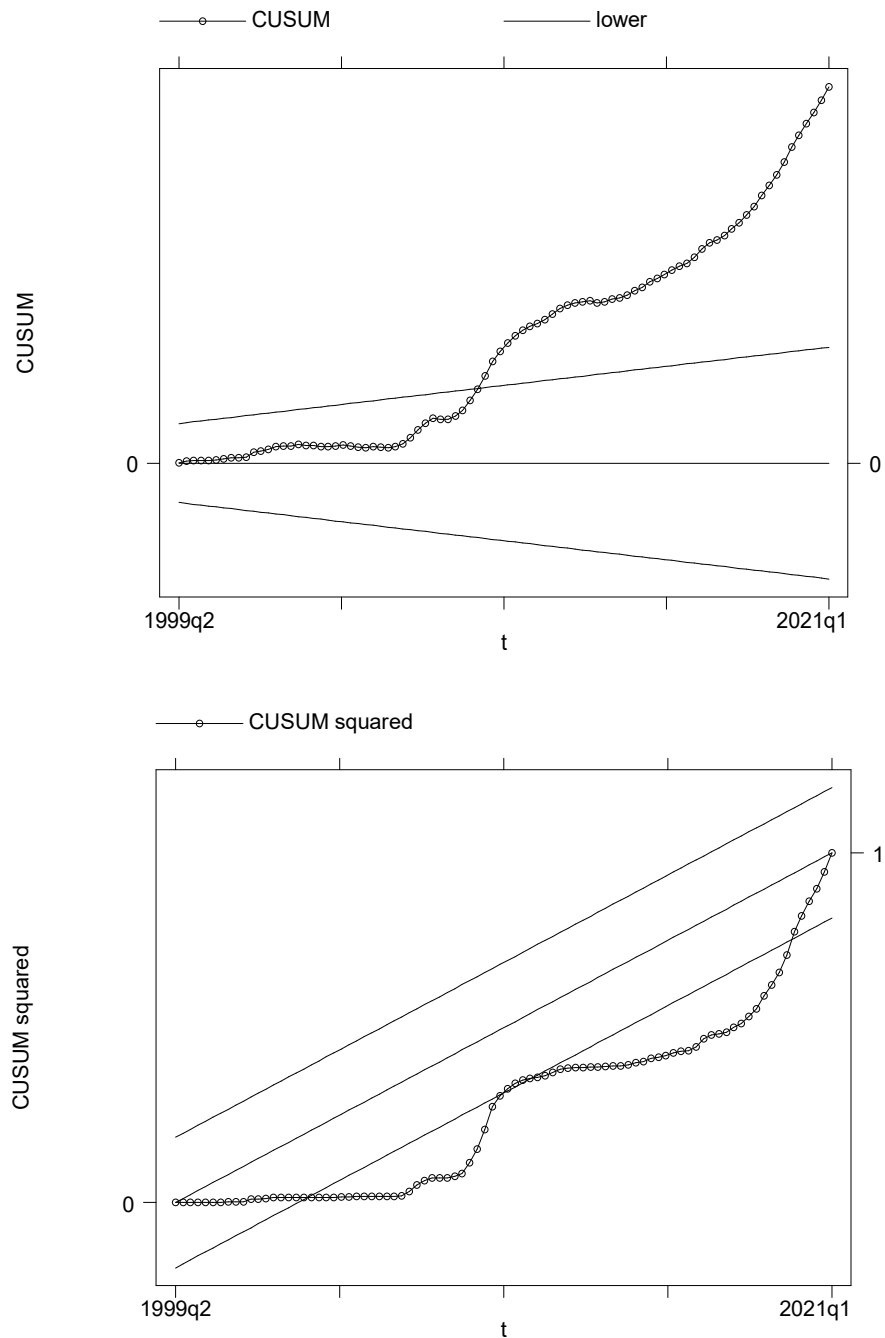 CUSUM lower
CUSUM
0 0
1999q2 2021q1
t
CUSUM squared
CUSUM squared
1
0
1999q2 2021q1
t